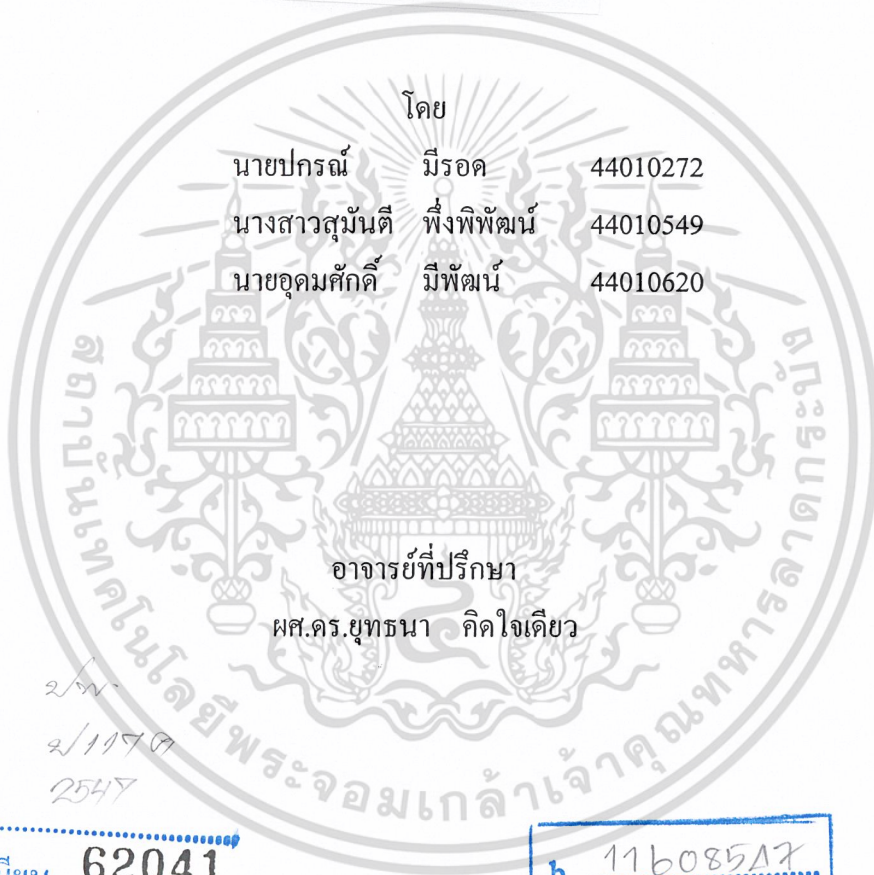 โดย
นายปกรณ์ มีรอด 44010272
นางสาวสุมันตี พึ่งพิพัฒน์ 44010549
นายอุดมศักดิ์ มีพัฒน์ 44010620
อาจารย์ที่ปรึกษา
ผศ.ดร.ยุทธนา คิดใจเดียว
สถาบันเทคโนโลยีพระจอมเกล้าเจ้าคุณทหารลาดกระบัง
2547
62041
b 11608547